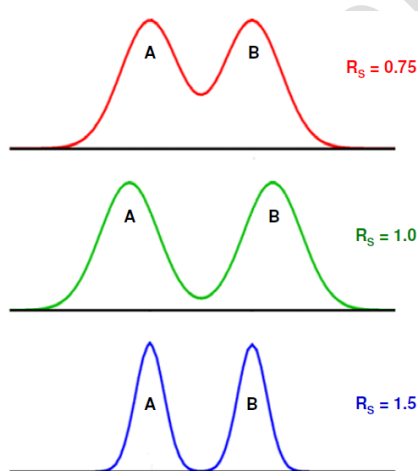 A B
R_S = 0.75
A B
R_S = 1.0
A B
R_S = 1.5